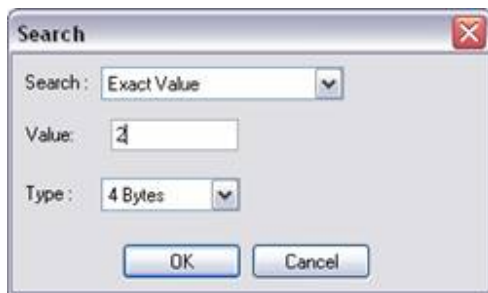 Search
Search : Exact Value
Value: 2
Type : 4 Bytes
OK Cancel